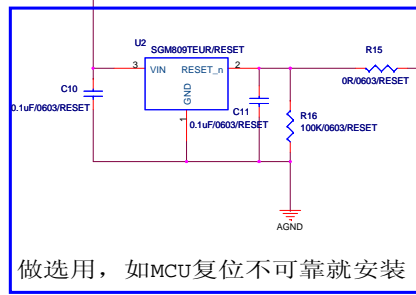 U2
SGM809TEUR/RESET
R15
3
VIN
RESET_n
2
C10
GND
0R/0603/RESET
0.1uF/0603/RESET
C11
R16
1
0.1uF/0603/RESET
100K/0603/RESET
AGND
做选用，如MCU复位不可靠就安装